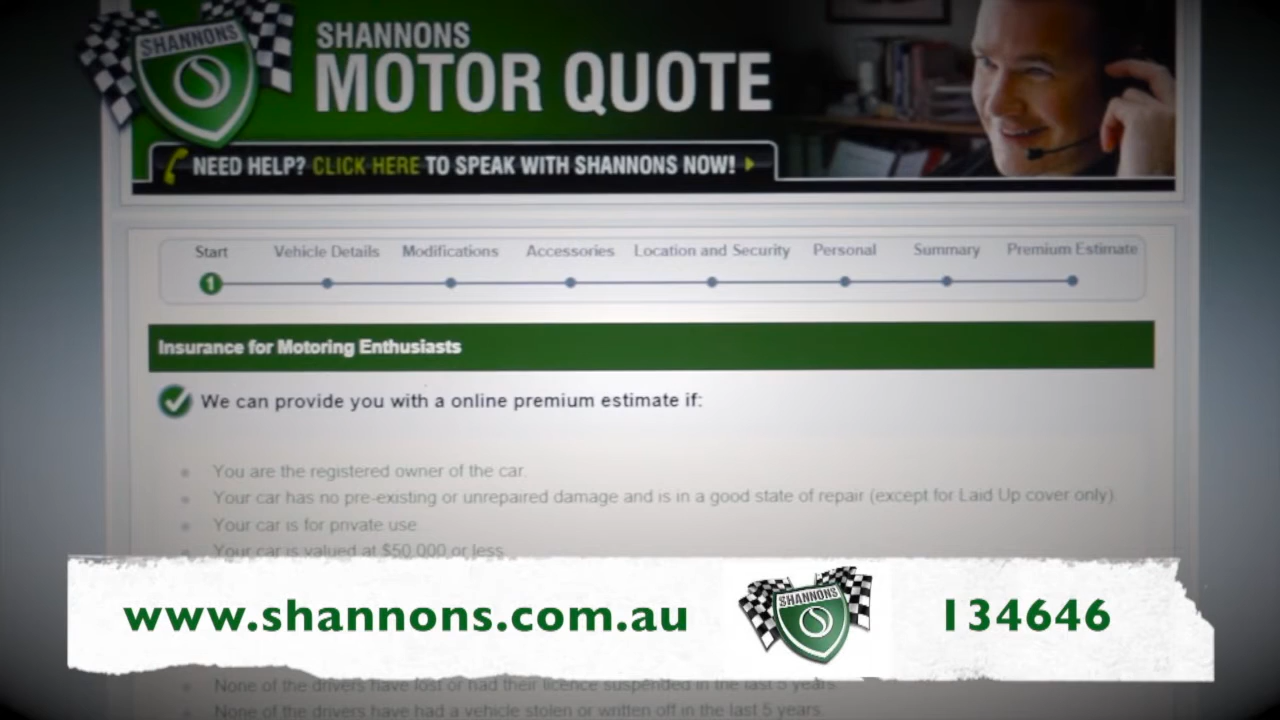 SHANNONS
SHANNONS
MOTOR QUOTE
NEED HELP? CLICK HERE TO SPEAK WITH SHANNONS NOW!
Start Vehicle Details Modifications Accessories Location and Security Personal Summary Premium Estimate
1
Insurance for Motoring Enthusiasts
We can provide you with a online premium estimate if:
You are the registered owner of the car.
Your car has no pre-existing or unrepaired damage and is in a good state of repair (except for Laid Up cover only).
Your car is for private use
Your car is valued at $50,000 or less
www.shannons.com.au SHANNONS 134646
None of the drivers have lost or had their licence suspended in the last 5 years.
None of the drivers have had a vehicle stolen or written off in the last 5 years.